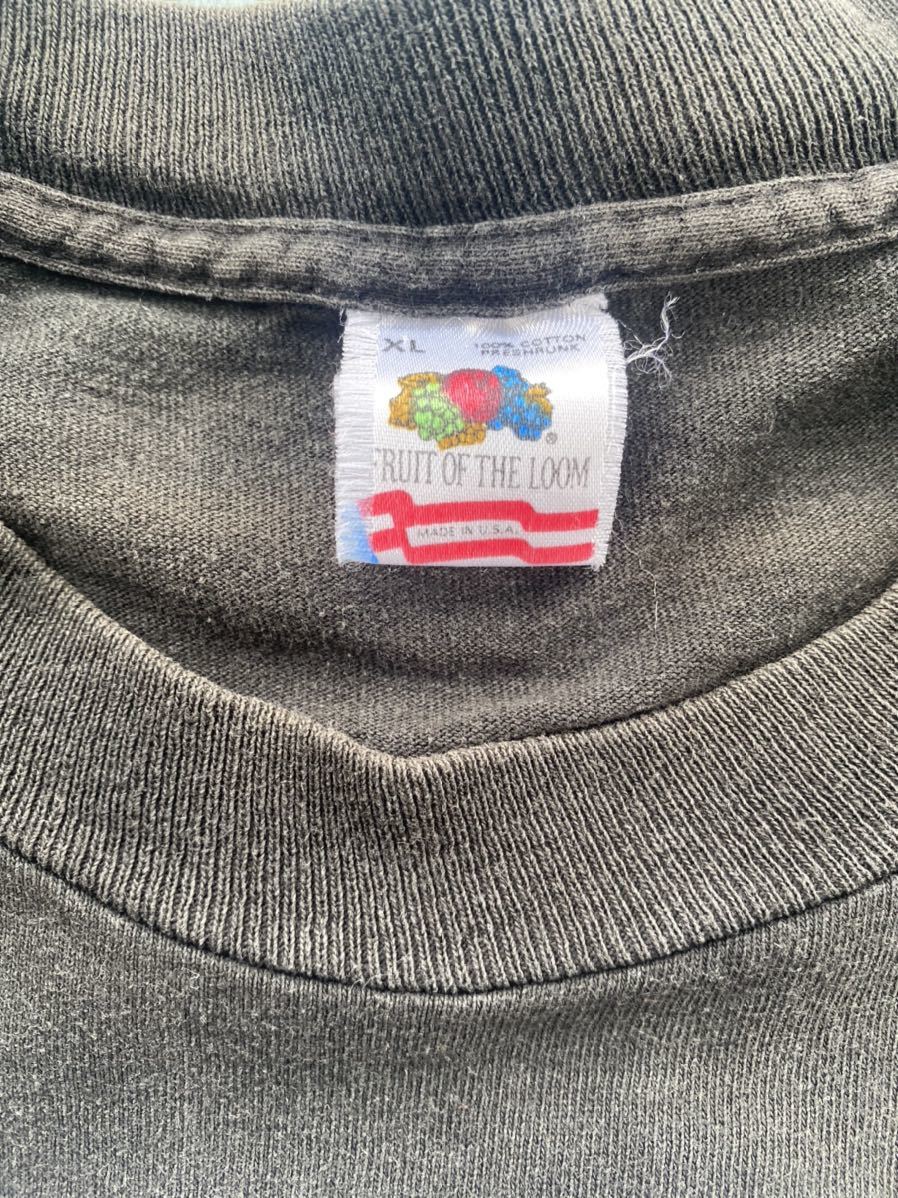 XL
100% COTTON
PRESHRUNK
®
FRUIT OF THE LOOM
MADE IN U.S.A.